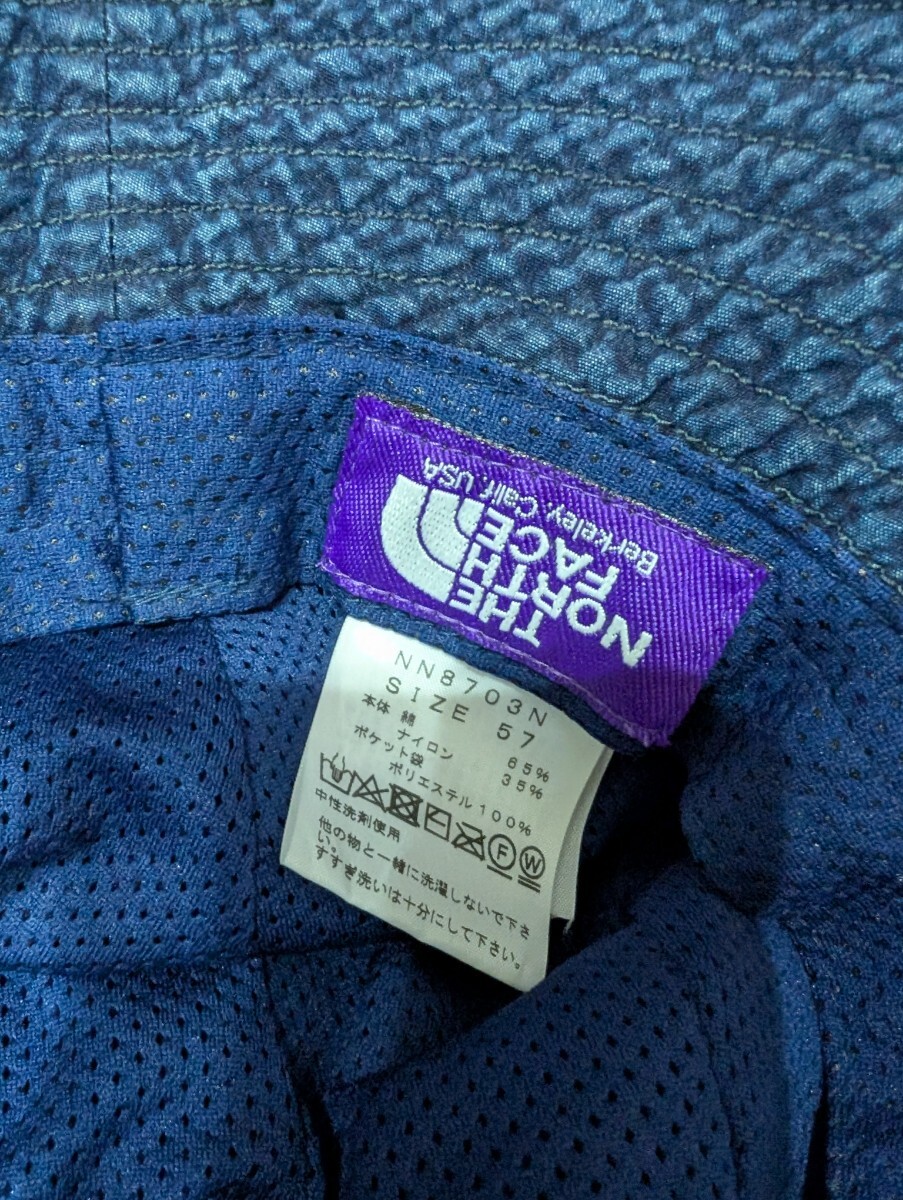 THE
NORTH
FACE
Berkeley Calif. USA
NN8703N
SIZE 57
本体 綿 65%
ナイロン 35%
ポケット袋
ポリエステル 100%
F W
中性洗剤使用
他の物と一緒に洗濯しないで下さ
い。
すすぎ洗いは十分にして下さい。